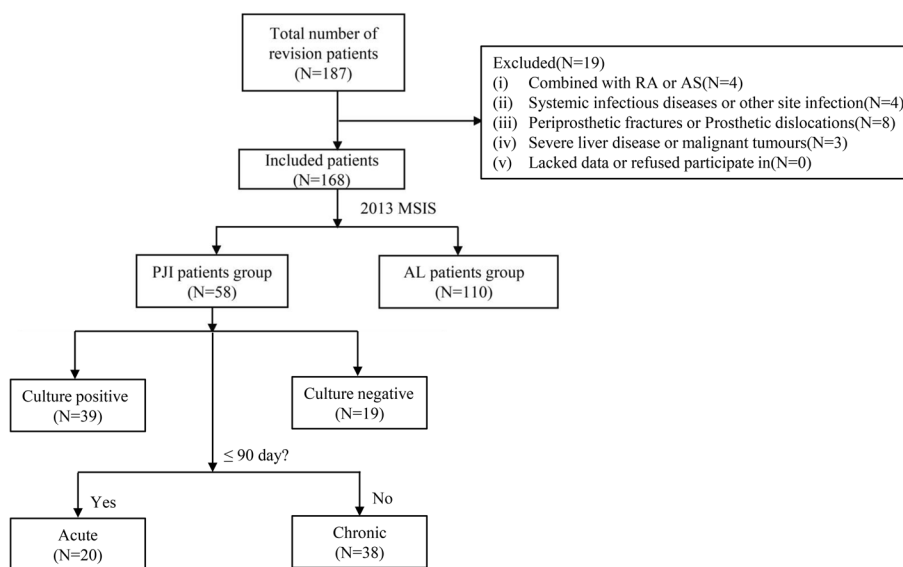 Total number of
revision patients
(N=187)
Excluded(N=19)
(i) Combined with RA or AS(N=4)
(ii) Systemic infectious diseases or other site infection(N=4)
(iii) Periprosthetic fractures or Prosthetic dislocations(N=8)
(iv) Severe liver disease or malignant tumours(N=3)
(v) Lacked data or refused participate in(N=0)
Included patients
(N=168)
2013 MSIS
PJI patients group
(N=58)
AL patients group
(N=110)
Culture positive
(N=39)
Culture negative
(N=19)
≤ 90 day?
Yes
No
Acute
(N=20)
Chronic
(N=38)